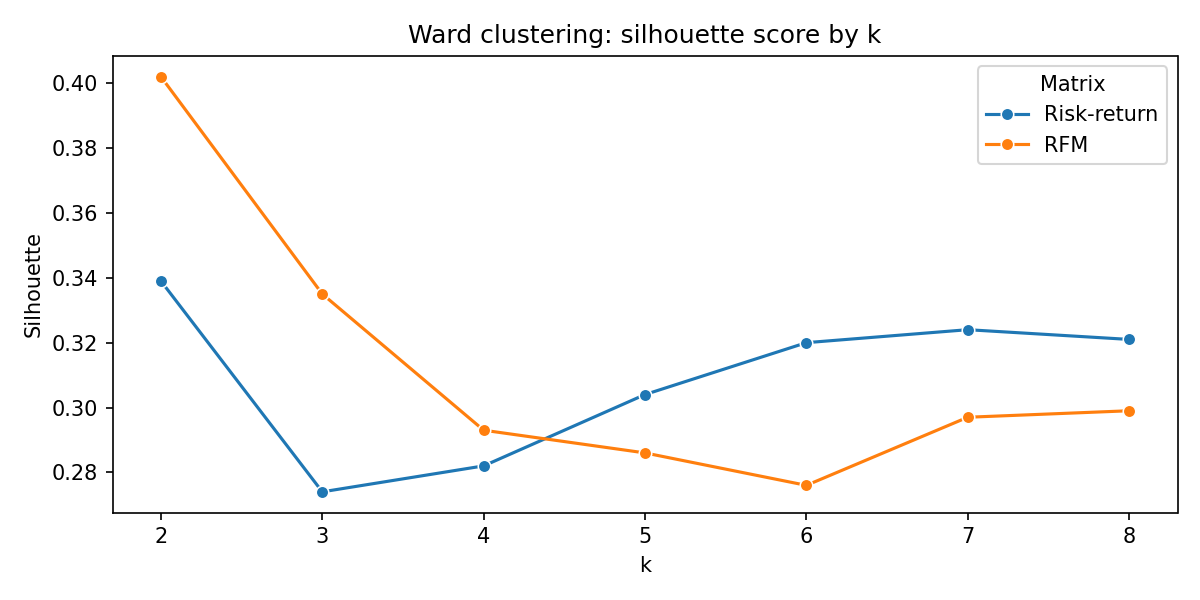 Ward clustering: silhouette score by k
Matrix
Risk-return
RFM
Silhouette
0.40
0.38
0.36
0.34
0.32
0.30
0.28
2 3 4 5 6 7 8
k